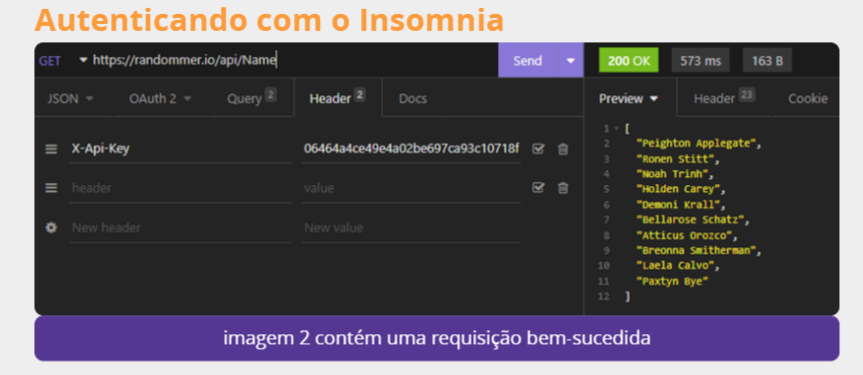 Autenticando com o Insomnia
GET https://randommer.io/api/Name Send 200 OK 573 ms 163 B
JSON OAuth 2 Query 2 Header 2 Docs Preview Header 23 Cookie
X-Api-Key 06464a4ce49e4a02be697ca93c10718f
header value
New header New value
1 [
2 "Peighton Applegate",
3 "Ronen Stitt",
4 "Noah Trinh",
5 "Holden Carey",
6 "Demoni Krall",
7 "Bellarose Schatz",
8 "Atticus Orozco",
9 "Breonna Smitherman",
10 "Laela Calvo",
11 "Paxtyn Bye"
12 ]
imagem 2 contém uma requisição bem-sucedida